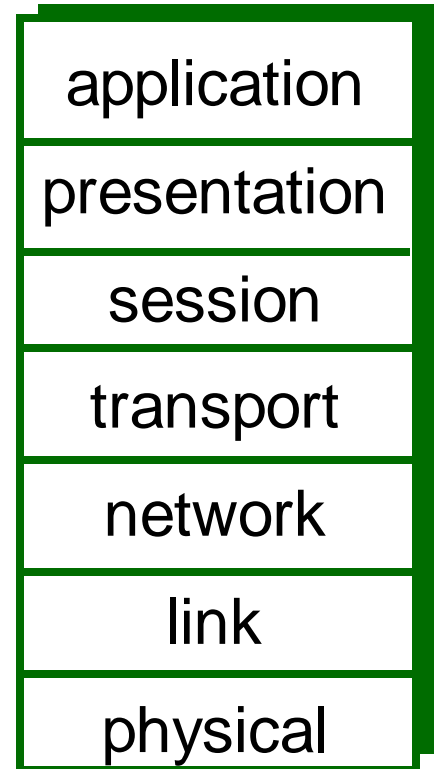 application
presentation
session
transport
network
link
physical